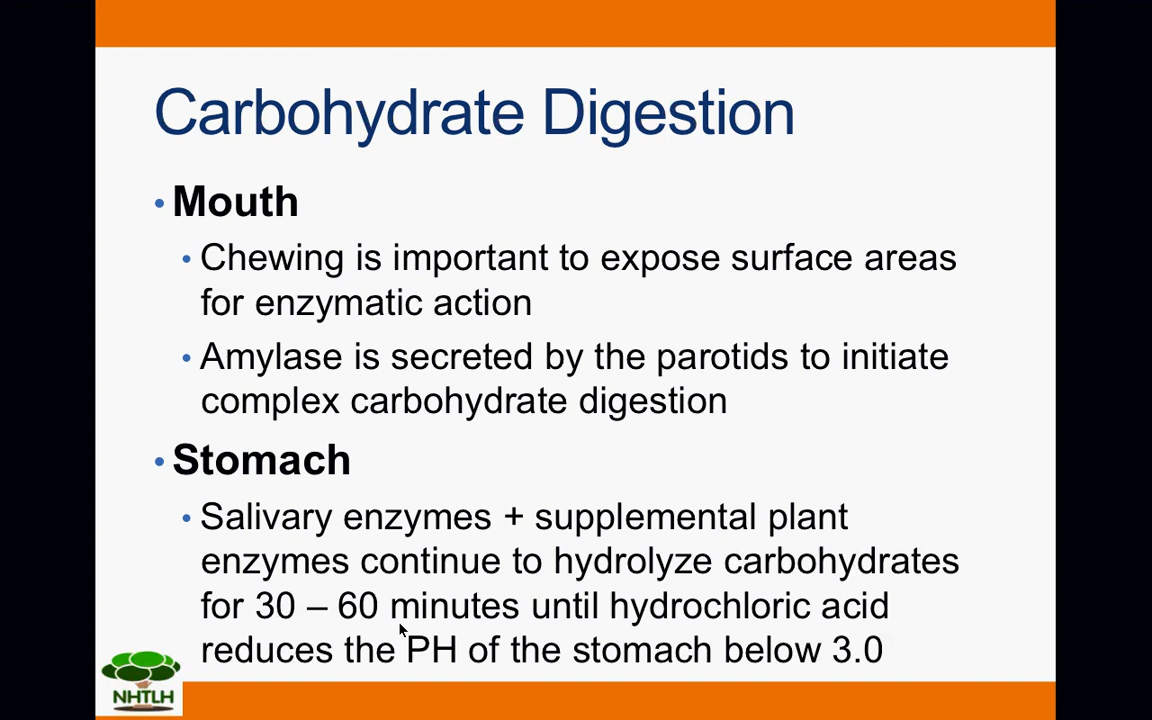 Carbohydrate Digestion
• Mouth
• Chewing is important to expose surface areas
for enzymatic action
• Amylase is secreted by the parotids to initiate
complex carbohydrate digestion
• Stomach
• Salivary enzymes + supplemental plant
enzymes continue to hydrolyze carbohydrates
for 30 – 60 minutes until hydrochloric acid
reduces the PH of the stomach below 3.0
NHTLH